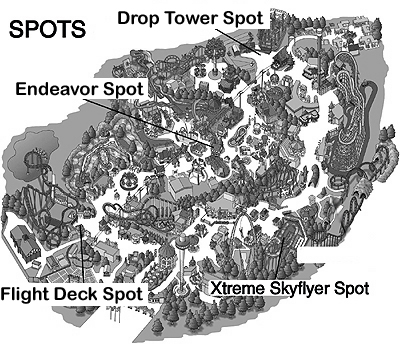 Drop Tower Spot
SPOTS
Endeavor Spot
Flight Deck Spot
Xtreme Skyflyer Spot